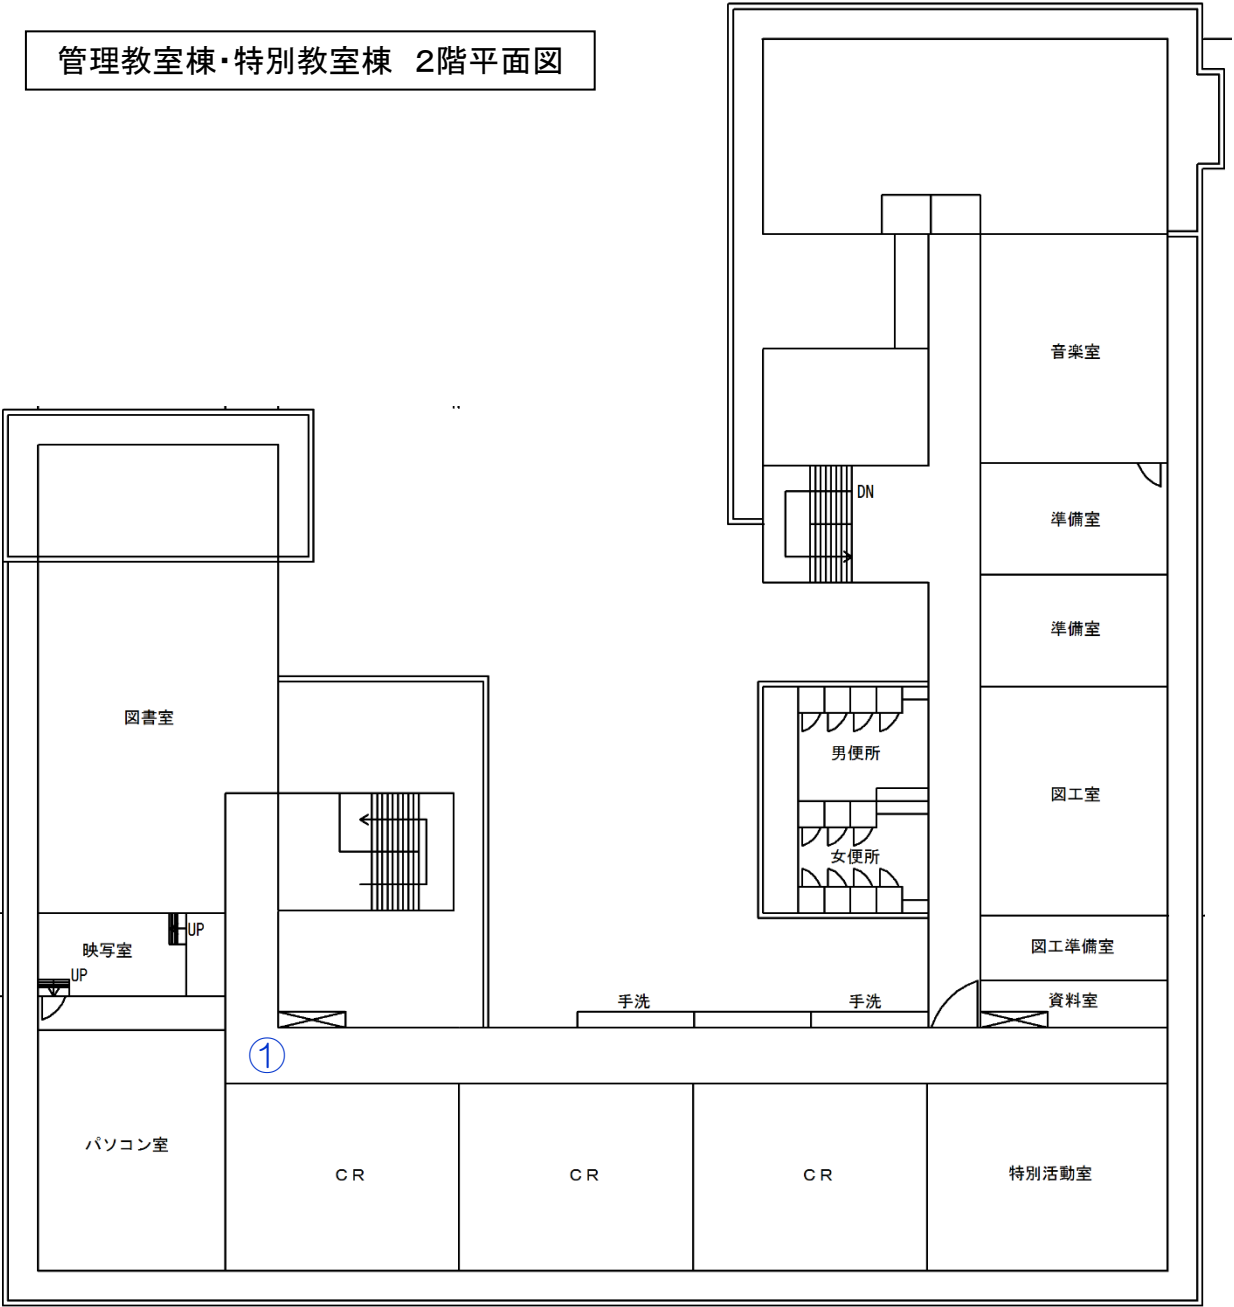 管理教室棟・特別教室棟　２階平面図
音楽室
DN
準備室
準備室
図書室
男便所
図工室
女便所
UP
映写室
図工準備室
UP
手洗
手洗
資料室
①
パソコン室
ＣＲ
ＣＲ
ＣＲ
特別活動室